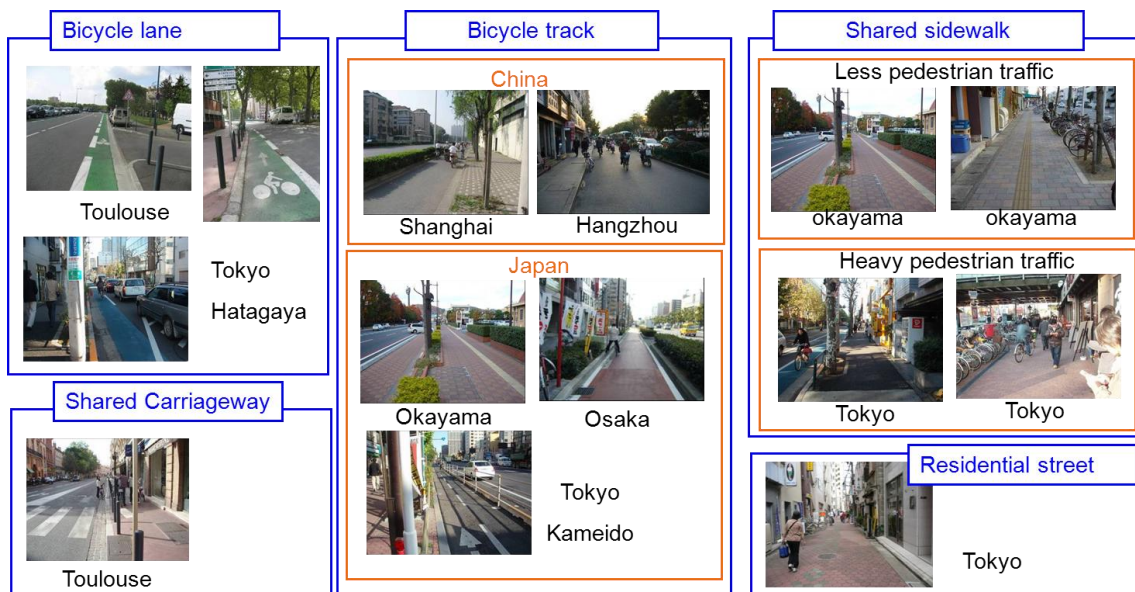 Bicycle lane
Toulouse
Tokyo
Hatagaya
Shared Carriageway
Toulouse
Bicycle track
China
Shanghai
Hangzhou
Japan
Okayama
Osaka
Tokyo
Kameido
Shared sidewalk
Less pedestrian traffic
okayama
okayama
Heavy pedestrian traffic
Tokyo
Tokyo
Residential street
Tokyo